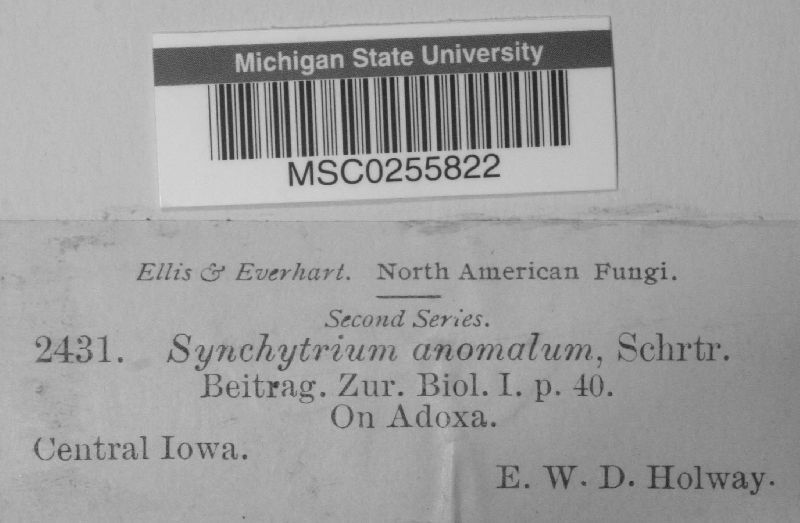 Michigan State University
MSC0255822
Ellis & Everhart. North American Fungi.
Second Series.
2431. Synchytrium anomalum, Schrtr.
Beitrag. Zur. Biol. I. p. 40.
On Adoxa.
Central Iowa.
E. W. D. Holway.